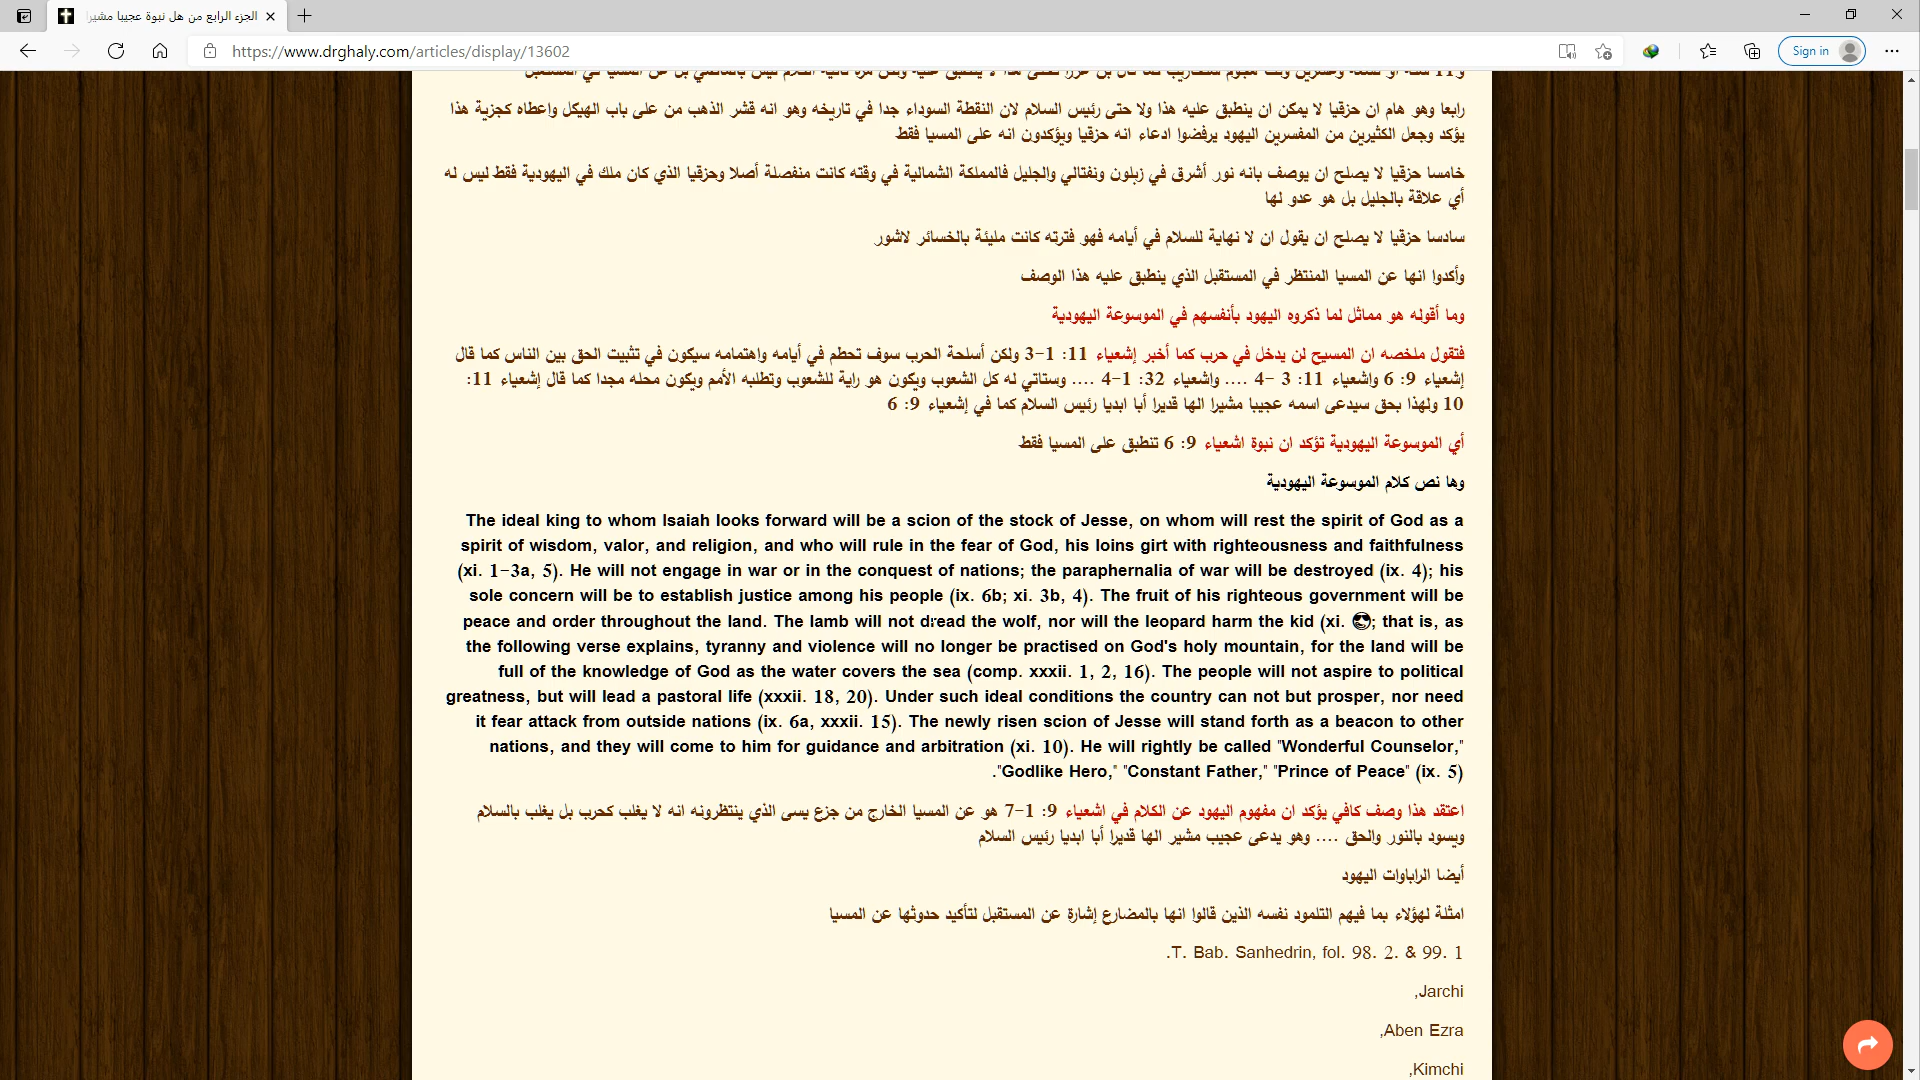 الجزء الرابع من هل نبوة عجيبا مشيرا
https://www.drghaly.com/articles/display/13602
Sign in
رابعا وهو هام ان حزقيا لا يمكن ان ينطبق عليه هذا ولا حتى رئيس السلام لان النقطة السوداء جدا في تاريخه وهو انه قشر الذهب من على باب الهيكل واعطاه كجزية هذا
يؤكد وجعل الكثيرين من المفسرين اليهود يرفضوا ادعاء انه حزقيا ويؤكدون انه على المسيا فقط
خامسا حزقيا لا يصلح ان يوصف بانه نور أشرق في زبلون ونفتالي والجليل فالمملكة الشمالية في وقته كانت منفصلة أصلا وحزقيا الذي كان ملك في اليهودية فقط ليس له
أي علاقة بالجليل بل هو عدو لها
سادسا حزقيا لا يصلح ان يقول ان لا نهاية للسلام في أيامه فهو فترته كانت مليئة بالخسائر لاشور
وأكدوا انها عن المسيا المنتظر في المستقبل الذي ينطبق عليه هذا الوصف
وما أقوله هو مماثل لما ذكروه اليهود بأنفسهم في الموسوعة اليهودية
فتقول ملخصه ان المسيح لن يدخل في حرب كما أخبر إشعياء 11: 1-3 ولكن أسلحة الحرب سوف تحطم في أيامه واهتمامه سيكون في تثبيت الحق بين الناس كما قال
إشعياء 9: 6 واشعياء 11: 3 -4 .... واشعياء 32: 1-4 .... وستاتي له كل الشعوب ويكون هو راية للشعوب وتطلبه الأمم ويكون محله مجدا كما قال إشعياء 11:
10 ولهذا بحق سيدعى اسمه عجيبا مشيرا الها قديرا أبا ابديا رئيس السلام كما في إشعياء 9: 6
أي الموسوعة اليهودية تؤكد ان نبوة اشعياء 9: 6 تنطبق على المسيا فقط
وها نص كلام الموسوعة اليهودية
The ideal king to whom Isaiah looks forward will be a scion of the stock of Jesse, on whom will rest the spirit of God as a
spirit of wisdom, valor, and religion, and who will rule in the fear of God, his loins girt with righteousness and faithfulness
(xi. 1-3a, 5). He will not engage in war or in the conquest of nations; the paraphernalia of war will be destroyed (ix. 4); his
sole concern will be to establish justice among his people (ix. 6b; xi. 3b, 4). The fruit of his righteous government will be
peace and order throughout the land. The lamb will not dread the wolf, nor will the leopard harm the kid (xi. 😎; that is, as
the following verse explains, tyranny and violence will no longer be practised on God's holy mountain, for the land will be
full of the knowledge of God as the water covers the sea (comp. xxxii. 1, 2, 16). The people will not aspire to political
greatness, but will lead a pastoral life (xxxii. 18, 20). Under such ideal conditions the country can not but prosper, nor need
it fear attack from outside nations (ix. 6a, xxxii. 15). The newly risen scion of Jesse will stand forth as a beacon to other
nations, and they will come to him for guidance and arbitration (xi. 10). He will rightly be called "Wonderful Counselor,"
."Godlike Hero," "Constant Father," "Prince of Peace" (ix. 5)
اعتقد هذا وصف كافي يؤكد ان مفهوم اليهود عن الكلام في اشعياء 9: 1-7 هو عن المسيا الخارج من جزع يسى الذي ينتظرونه انه لا يغلب كحرب بل يغلب بالسلام
ويسود بالنور والحق .... وهو يدعى عجيب مشير الها قديرا أبا ابديا رئيس السلام
أيضا الراباوات اليهود
امثلة لهؤلاء بما فيهم التلمود نفسه الذين قالوا انها بالمضارع إشارة عن المستقبل لتأكيد حدوثها عن المسيا
.T. Bab. Sanhedrin, fol. 98. 2. & 99. 1
,Jarchi
,Aben Ezra
,Kimchi